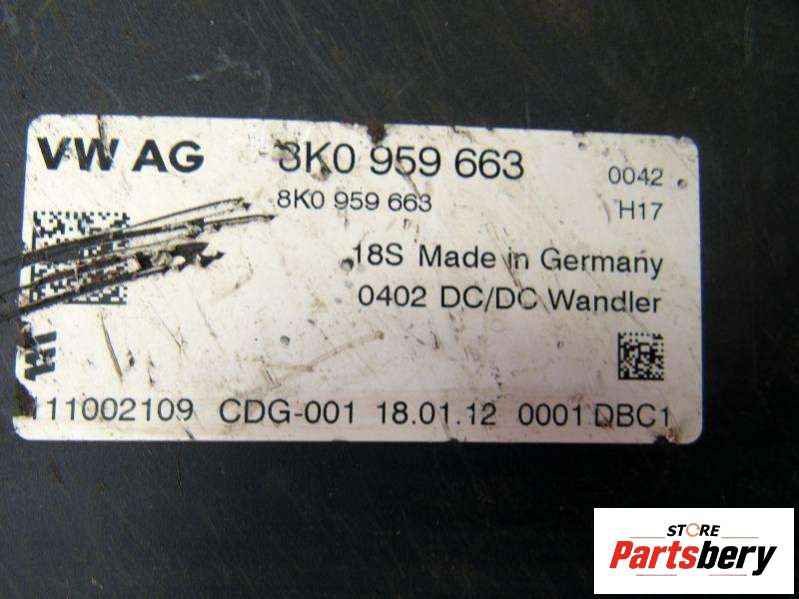 VW AG 8K0 959 663 0042
8K0 959 663 H17
18S Made in Germany
0402 DC/DC Wandler
111002109 CDG-001 18.01.12 0001 DBC1
STORE
Partsbery